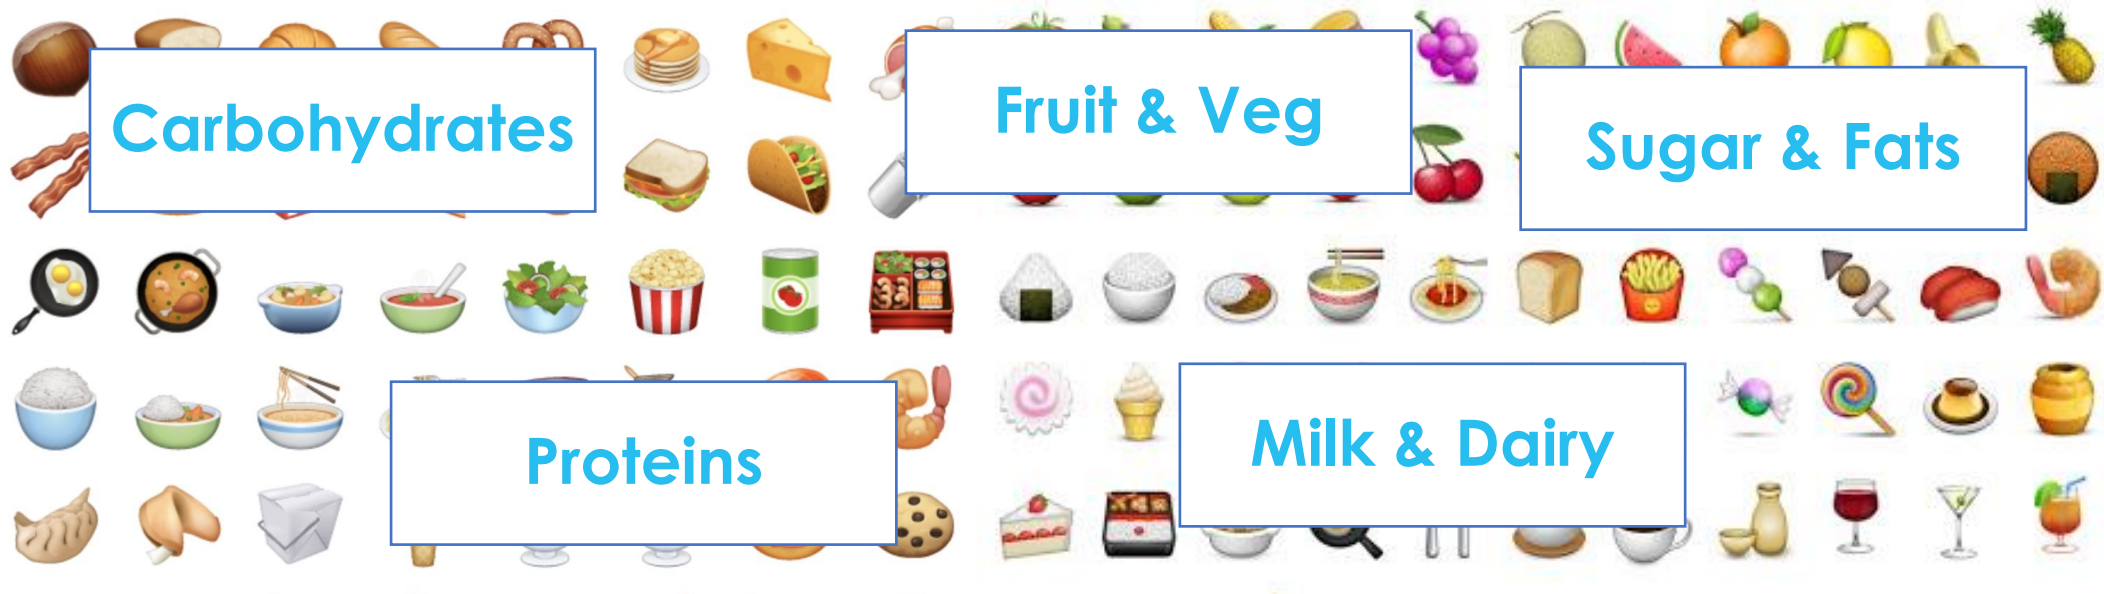 Carbohydrates
Fruit & Veg
Sugar & Fats
Proteins
Milk & Dairy